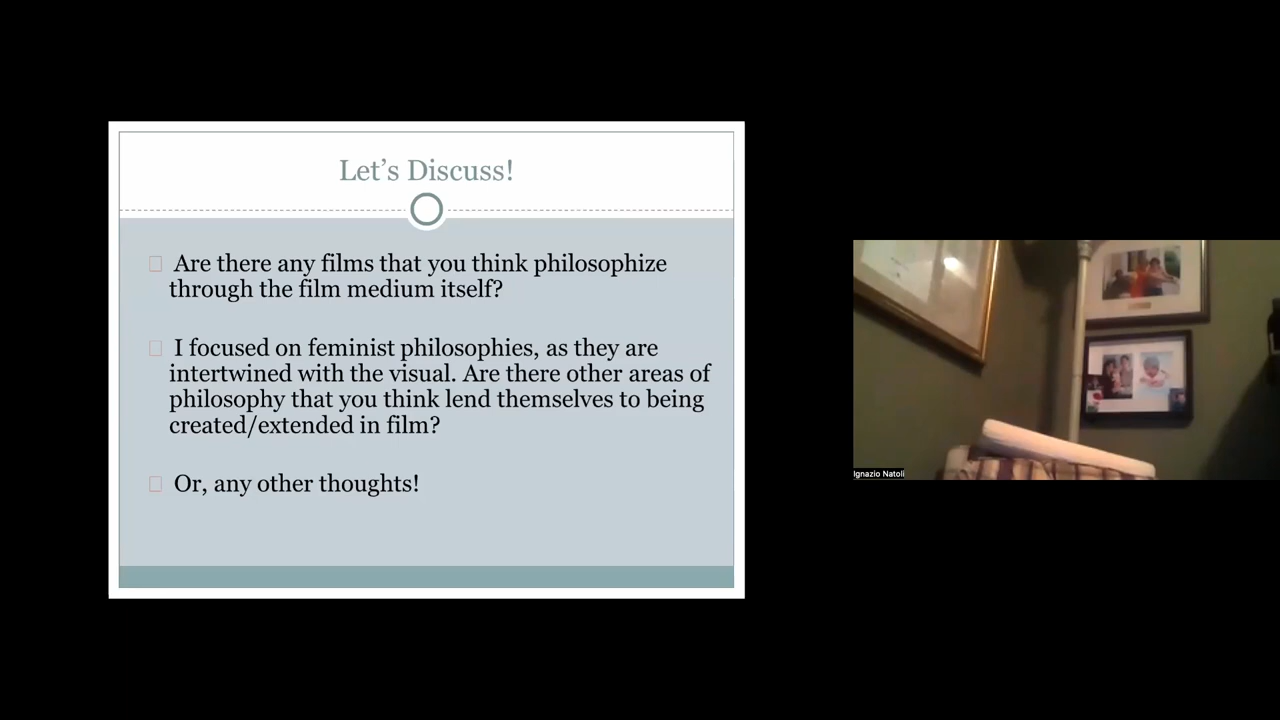 Let's Discuss!
Are there any films that you think philosophize
through the film medium itself?
I focused on feminist philosophies, as they are
intertwined with the visual. Are there other areas of
philosophy that you think lend themselves to being
created/extended in film?
Or, any other thoughts!
Ignazio Natoli